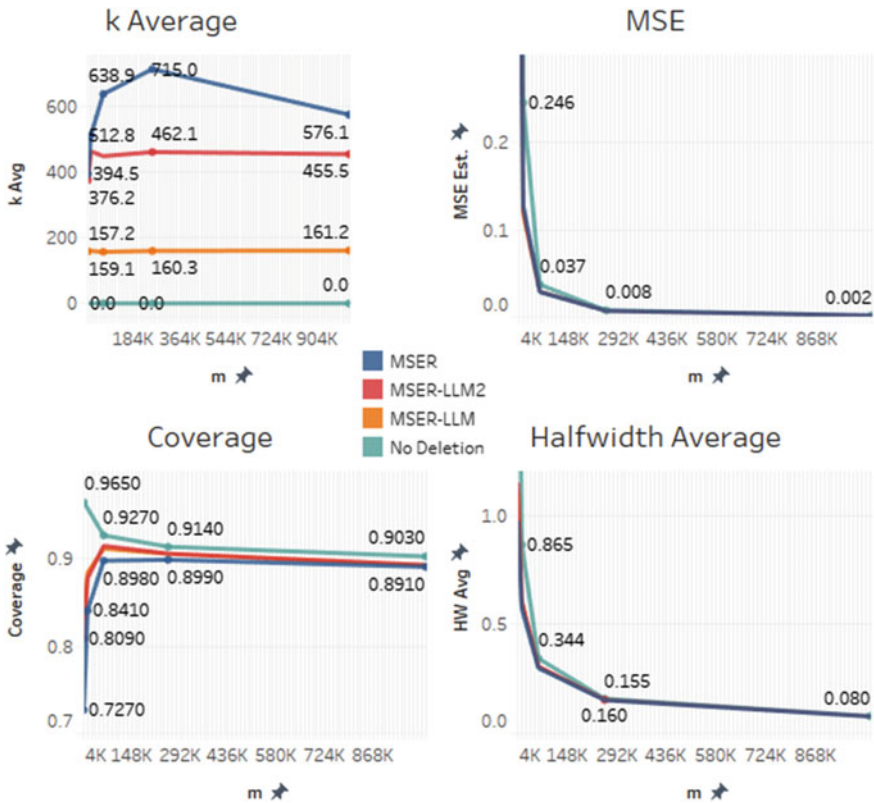 k Average
638.9
715.0
600
512.8
462.1
576.1
400
394.5
455.5
376.2
k Avg
200
157.2
161.2
159.1
160.3
0.0
0
0.0
0.0
184K 364K 544K 724K 904K
m
MSE
0.246
0.2
MSE Est.
0.1
0.037
0.008
0.002
0.0
4K 148K 292K 436K 580K 724K 868K
m
MSER
MSER-LLM2
MSER-LLM
No Deletion
Coverage
0.9650
0.9270
0.9140
0.9030
0.9
0.8980
0.8990
0.8910
0.8410
Coverage
0.8090
0.8
0.7270
0.7
4K 148K 292K 436K 580K 724K 868K
m
Halfwidth Average
1.0
0.865
HW Avg
0.5
0.344
0.155
0.080
0.160
0.0
4K 148K 292K 436K 580K 724K 868K
m